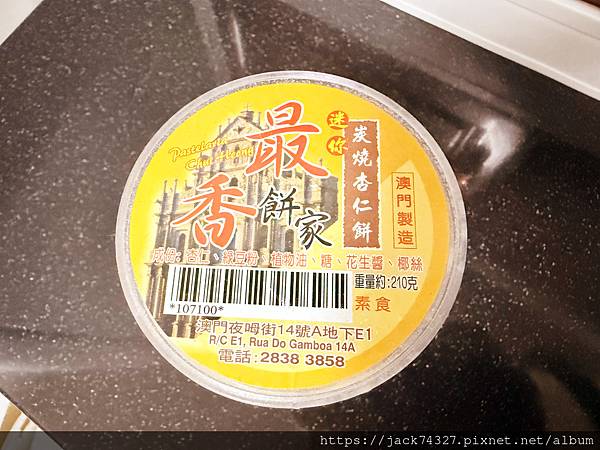 迷你
炭燒杏仁餅
最香餅家
Pastelaria
Chui Heong
澳門製造
成份: 杏仁、綠豆粉、植物油、糖、花生醬、椰絲
重量約:210克
*107100*
素食
澳門夜呣街14號A地下E1
R/C E1, Rua Do Gamboa 14A
電話:2838 3858
https://jack74327.pixnet.net/album